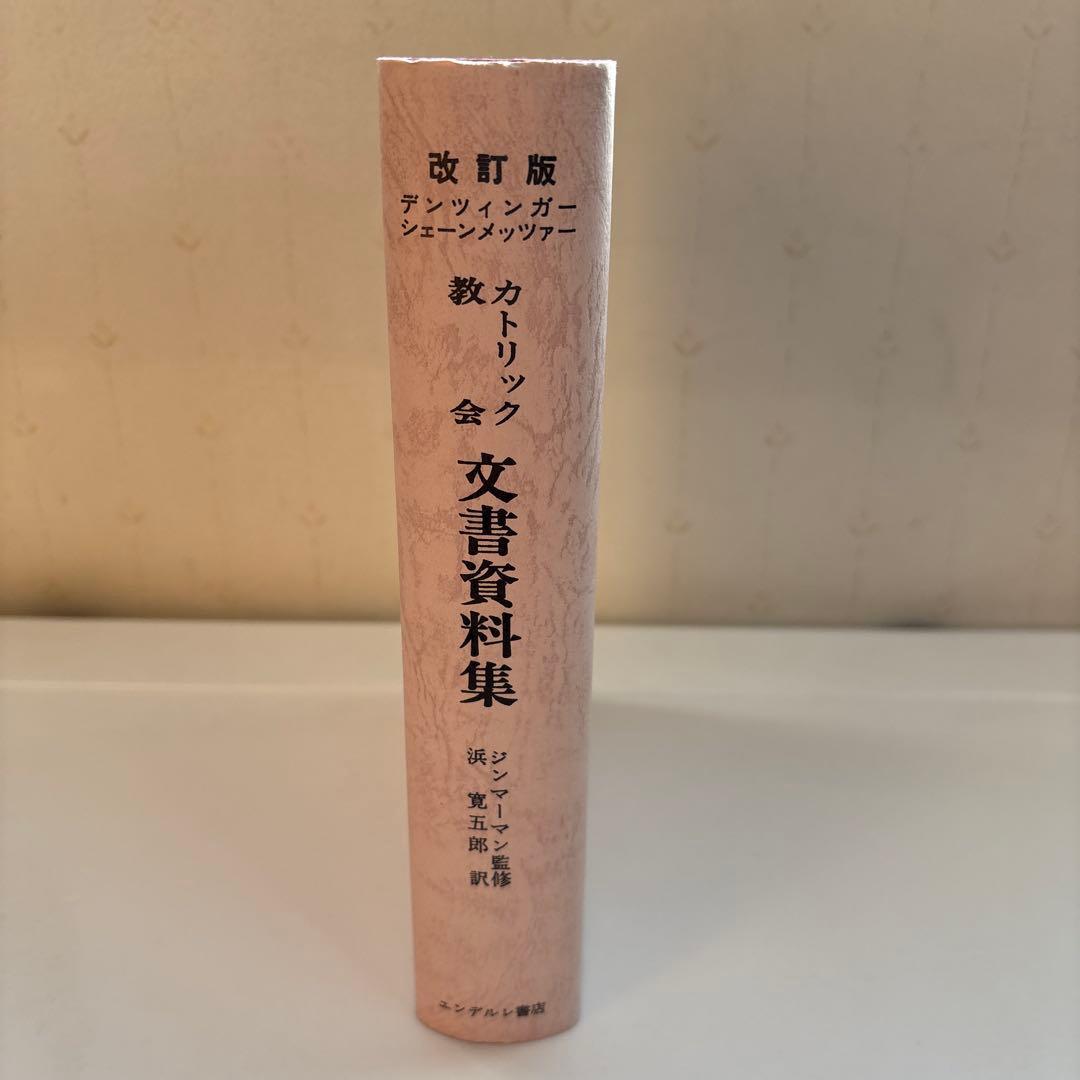 改訂版
デンツィンガー
シェーンメッツァー
カトリック
教会
文書資料集
ジンマーマン監修
浜寛五郎訳
エンデルレ書店